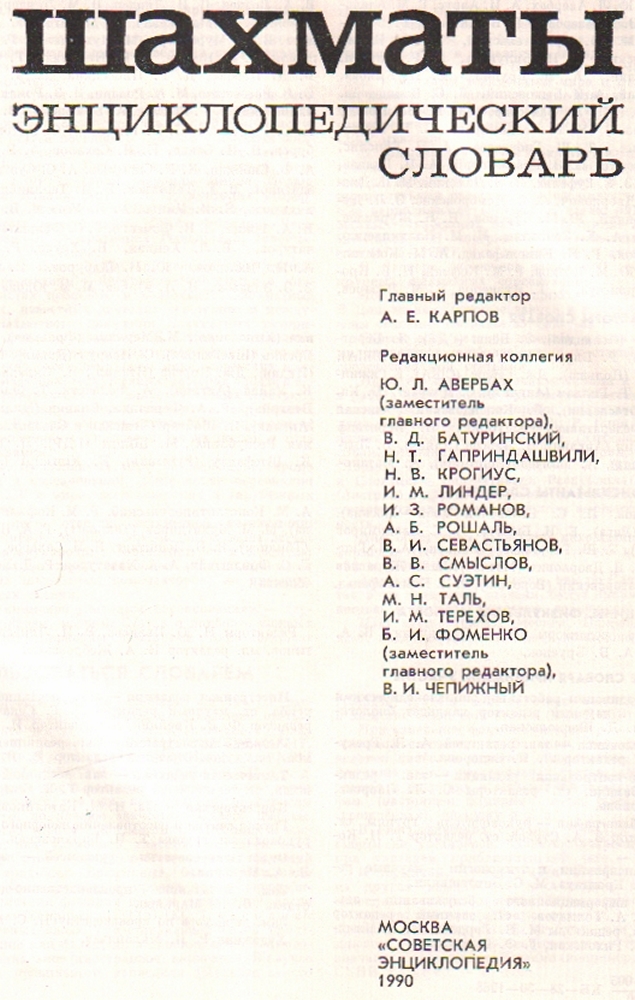 шахматы
ЭНЦИКЛОПЕДИЧЕСКИЙ
СЛОВАРЬ
Главный редактор
А. Е. КАРПОВ
Редакционная коллегия
Ю. Л. АВЕРБАХ
(заместитель
главного редактора),
В. Д. БАТУРИНСКИЙ,
Н. Т. ГАПРИНДАШВИЛИ,
Н. В. КРОГИУС,
И. М. ЛИНДЕР,
И. З. РОМАНОВ,
А. Б. РОШАЛЬ,
В. И. СЕВАСТЬЯНОВ,
В. В. СМЫСЛОВ,
А. С. СУЭТИН,
М. Н. ТАЛЬ,
И. М. ТЕРЕХОВ,
Б. И. ФОМЕНКО
(заместитель
главного редактора),
В. И. ЧЕПИЖНЫЙ
МОСКВА
«СОВЕТСКАЯ
ЭНЦИКЛОПЕДИЯ»
1990